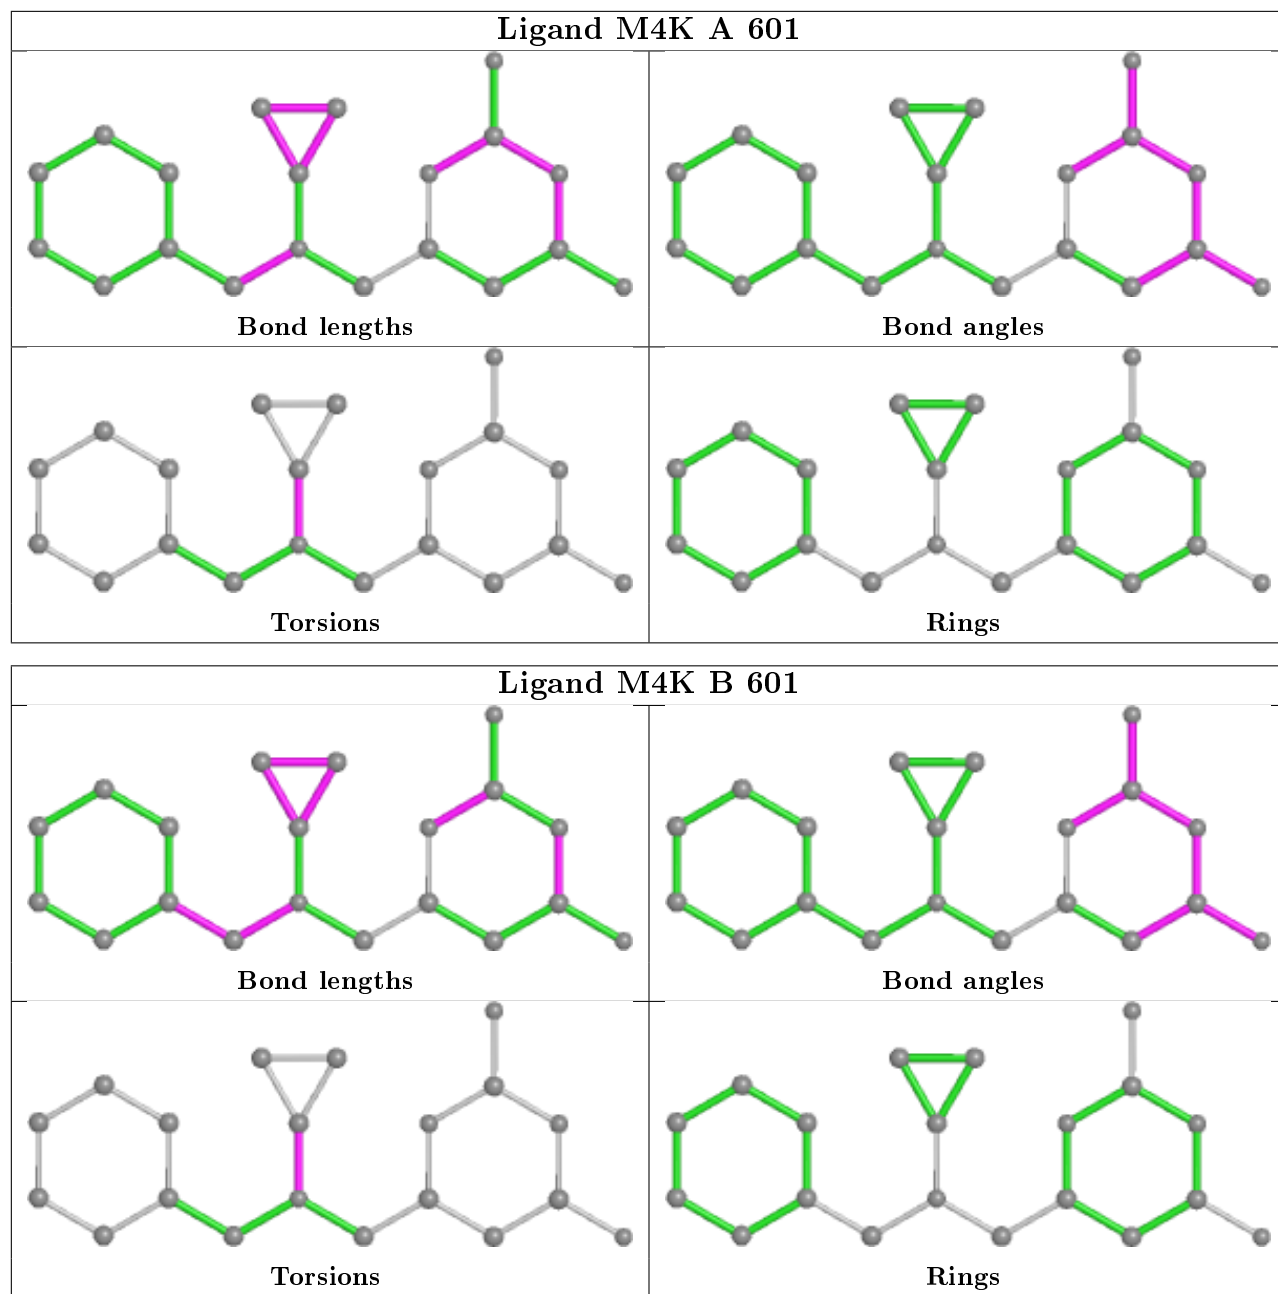 Ligand M4K A 601
Bond lengths
Bond angles
Torsions
Rings
Ligand M4K B 601
Bond lengths
Bond angles
Torsions
Rings